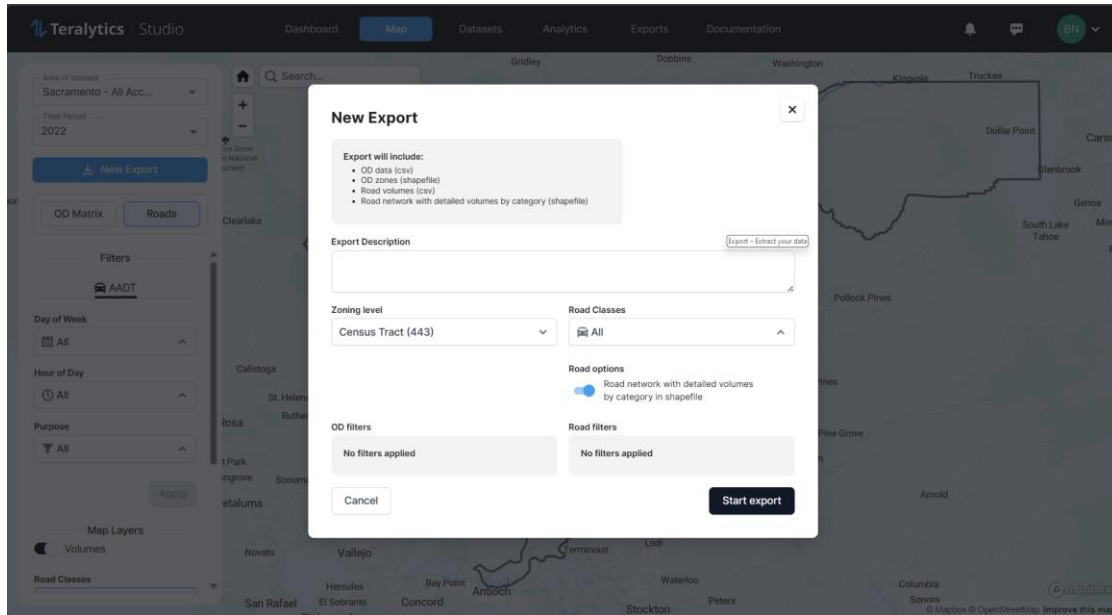 Teralytics Studio
Dashboard
Map
Datasets
Analytics
Exports
Documentation
BN
Area of interest
Sacramento - All Acc...
Time Period
2022
New Export
OD Matrix
Roads
Filters
AADT
Day of Week
All
Hour of Day
All
Purpose
All
Apply
Map Layers
Volumes
Road Classes
Search...
+
−
Gridley
Dobbins
Washington
Kingvale
Truckee
Dollar Point
Glenbrook
Genoa
South Lake
Tahoe
Clearlake
Pollock Pines
Calistoga
St. Helen
Pine Grove
Arnold
Novato
Vallejo
Hercules
El Sobrante
San Rafael
Concord
Bay Point
Antioch
Terminous
Lodi
Waterloo
Stockton
Peters
Columbia
Sonora
mapbox
© Mapbox © OpenStreetMap Improve this map
New Export
Export will include:
• OD data (csv)
• OD zones (shapefile)
• Road volumes (csv)
• Road network with detailed volumes by category (shapefile)
Export Description
Export – Extract your data
Zoning level
Census Tract (443)
Road Classes
All
Road options
Road network with detailed volumes
by category in shapefile
OD filters
No filters applied
Road filters
No filters applied
Cancel
Start export